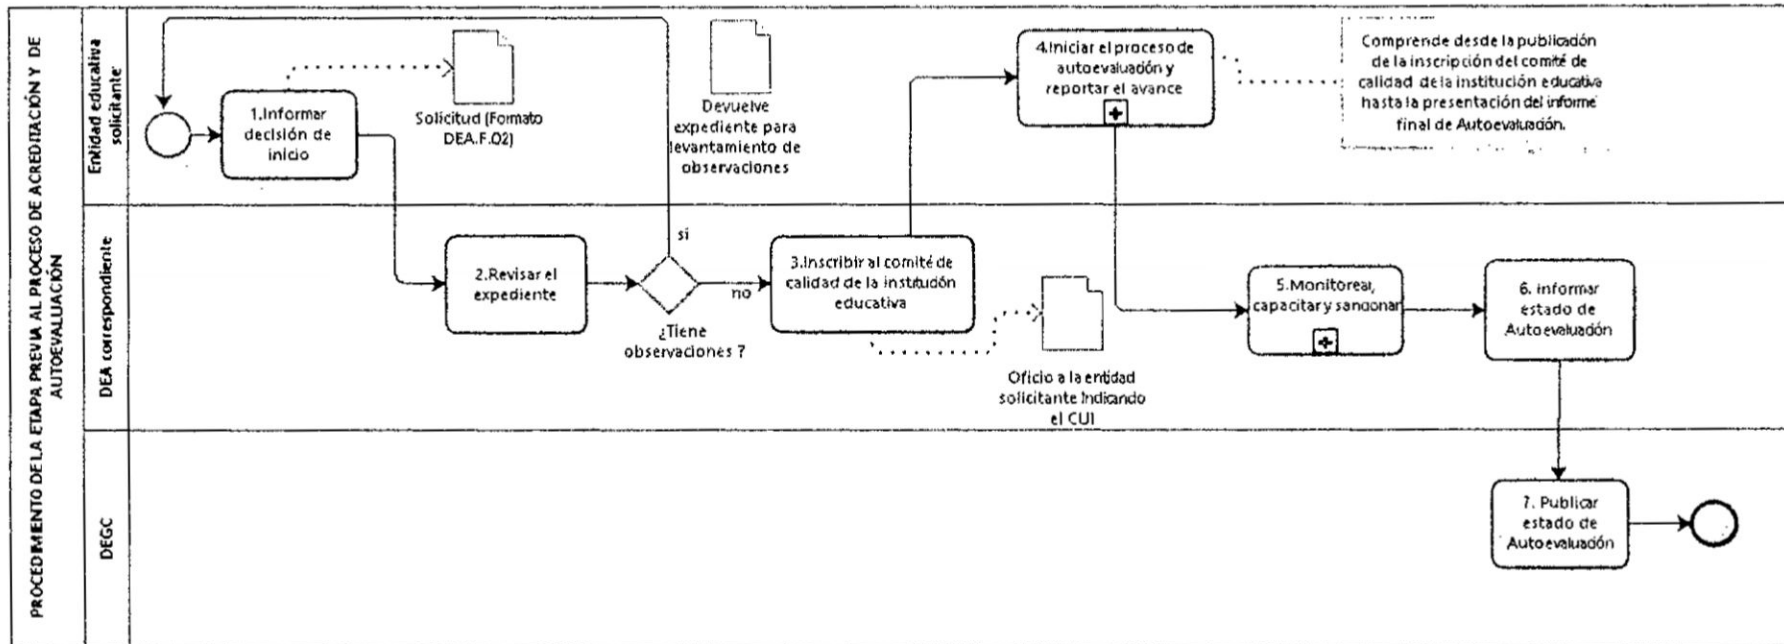 PROCEDIMIENTO DE LA ETAPA PREVIA AL PROCESO DE ACREDITACIÓN Y DE
AUTOEVALUACIÓN
Entidad educativa
solicitante
1.Informar
decisión de
inicio
Solicitud (Formato
DEA.F.02)
Devuelve
expediente para
levantamiento de
observaciones
4.Iniciar el proceso de
autoevaluación y
reportar el avance
Comprende desde la publicación
de la inscripción del comité de
calidad de la institución educativa
hasta la presentación del informe
final de Autoevaluación.
DEA correspondiente
2.Revisar el
expediente
si
no
¿Tiene
observaciones ?
3.Inscribir al comité de
calidad de la institución
educativa
Oficio a la entidad
solicitante Indicando
el CUI
5.Monitorear,
capacitar y sancionar
6. informar
estado de
Autoevaluación
DEGC
7. Publicar
estado de
Autoevaluación